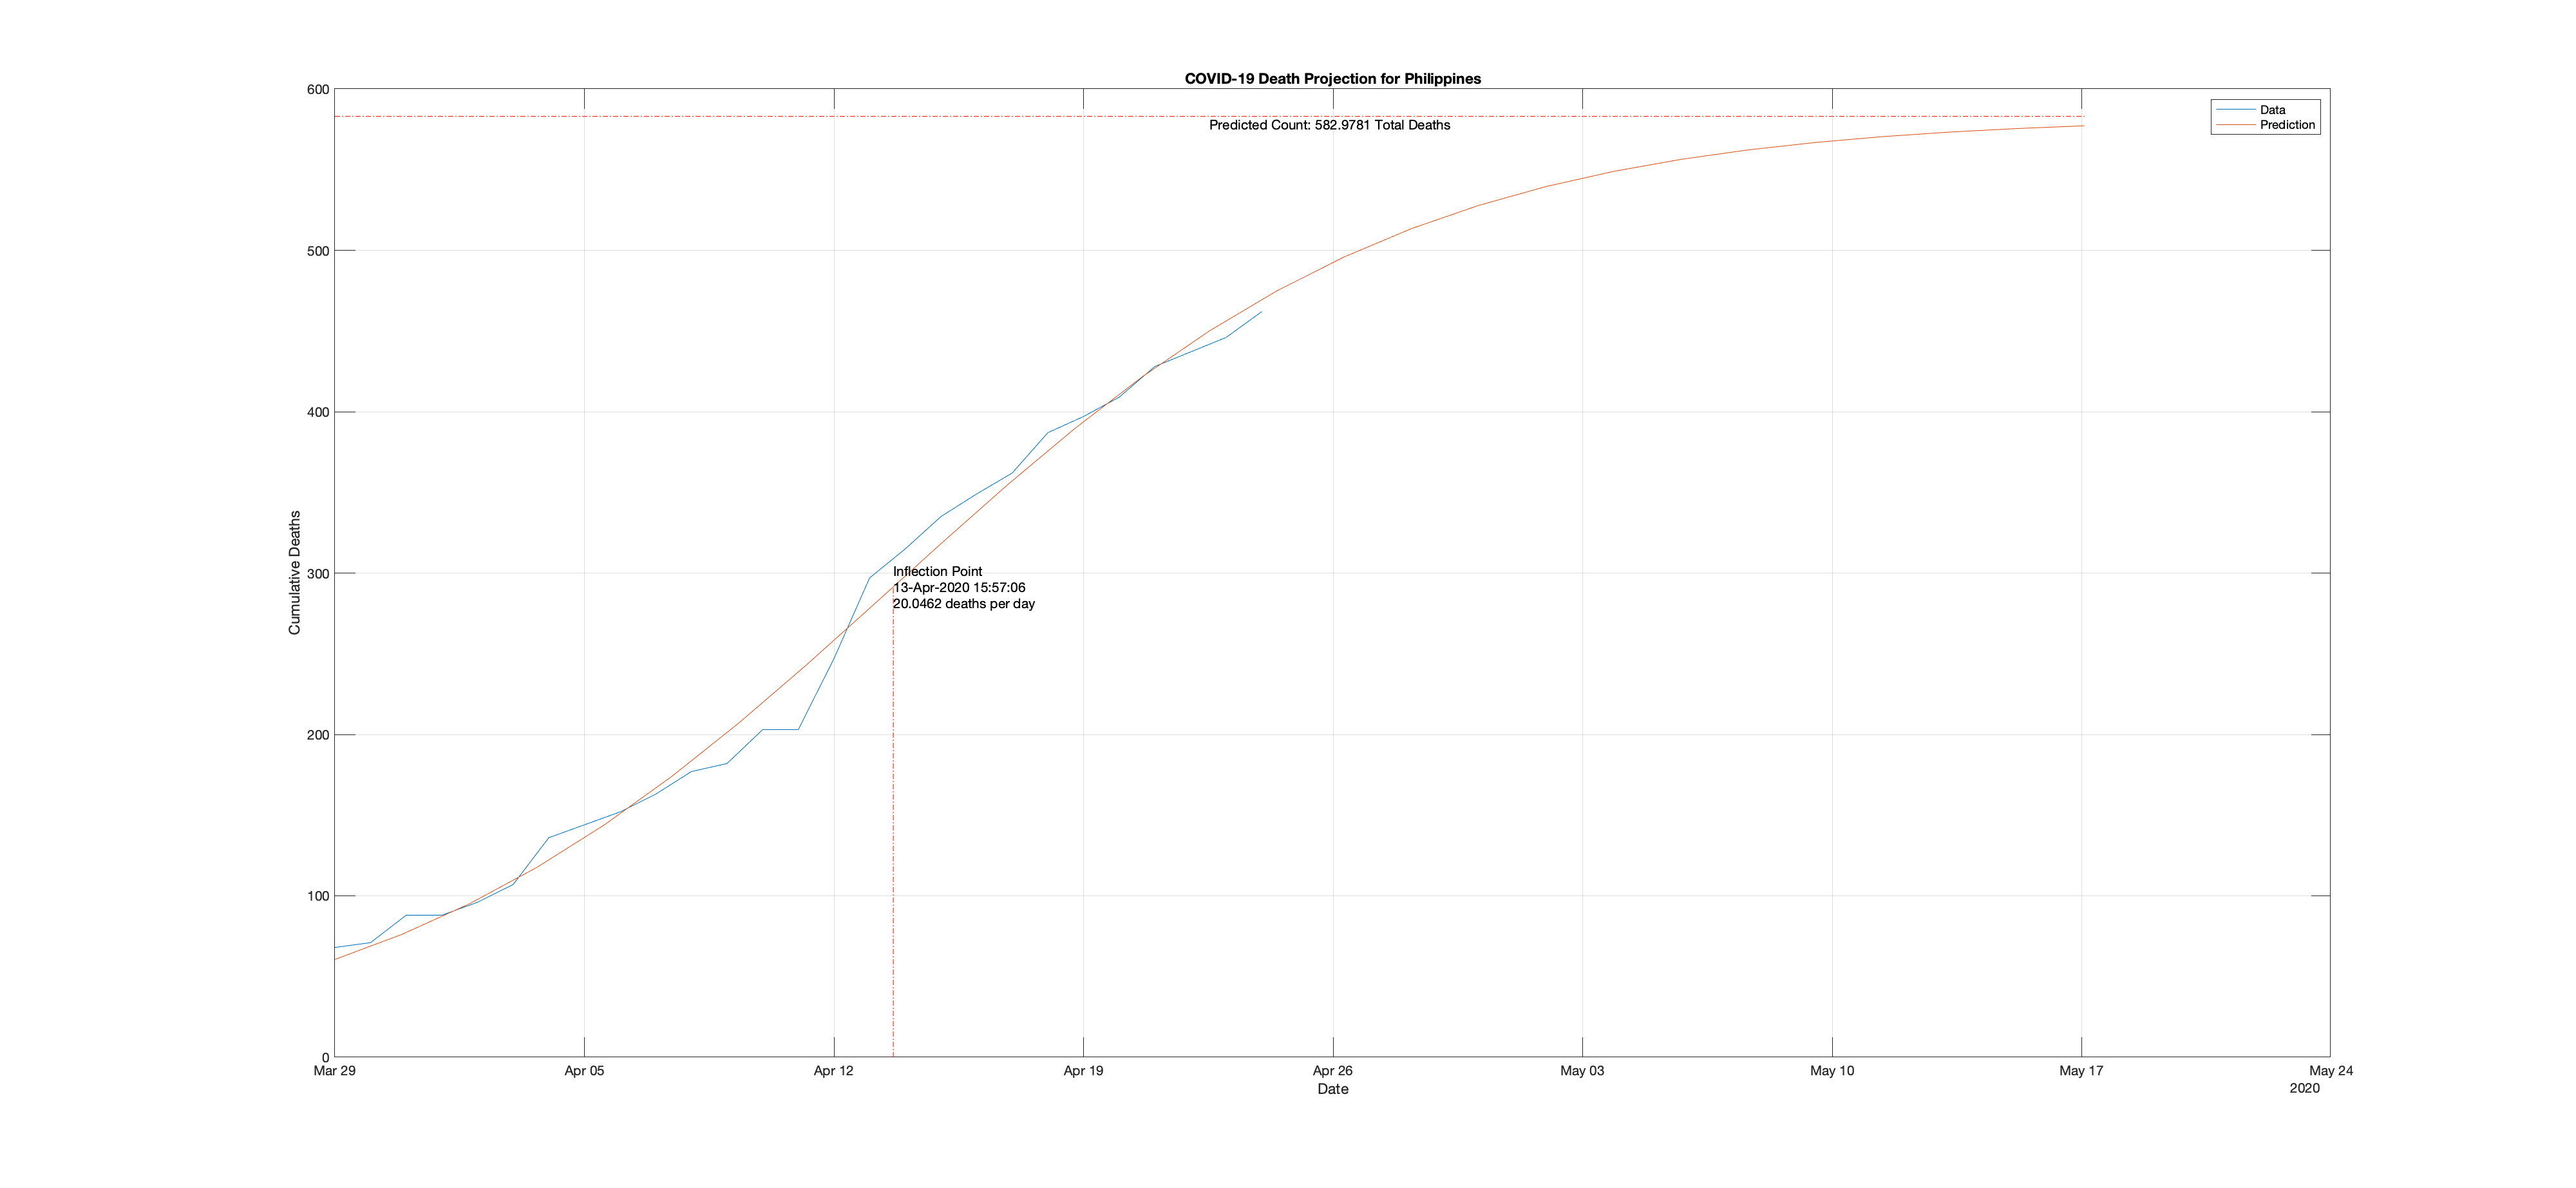 COVID-19 Death Projection for Philippines
600
500
400
300
200
100
0
Cumulative Deaths
Predicted Count: 582.9781 Total Deaths
Data
Prediction
Inflection Point
13-Apr-2020 15:57:06
20.0462 deaths per day
Mar 29 Apr 05 Apr 12 Apr 19 Apr 26 May 03 May 10 May 17 May 24
Date
2020